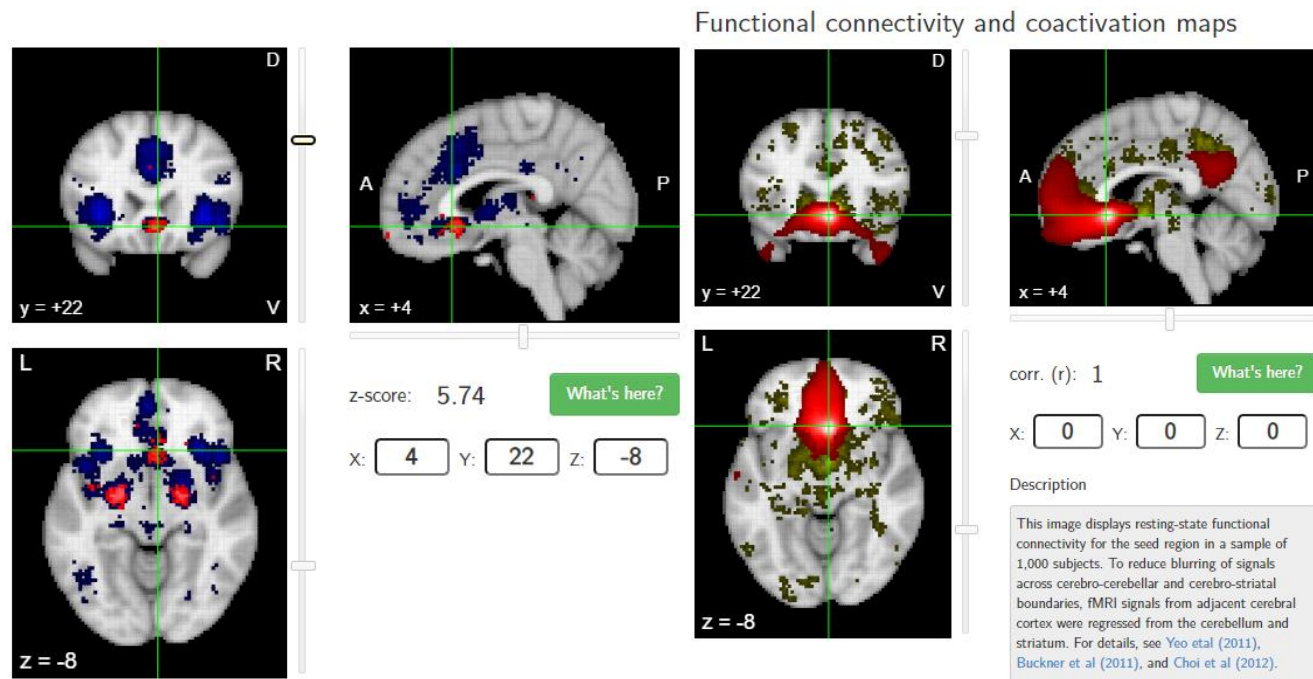 Functional connectivity and coactivation maps
D
y = +22
V
A
P
x = +4
D
y = +22
V
A
P
x = +4
L
R
z = -8
z-score: 5.74
What's here?
X: 4 Y: 22 Z: -8
L
R
z = -8
corr. (r): 1
What's here?
X: 0 Y: 0 Z: 0
Description
This image displays resting-state functional
connectivity for the seed region in a sample of
1,000 subjects. To reduce blurring of signals
across cerebro-cerebellar and cerebro-striatal
boundaries, fMRI signals from adjacent cerebral
cortex were regressed from the cerebellum and
striatum. For details, see Yeo etal (2011),
Buckner et al (2011), and Choi et al (2012).